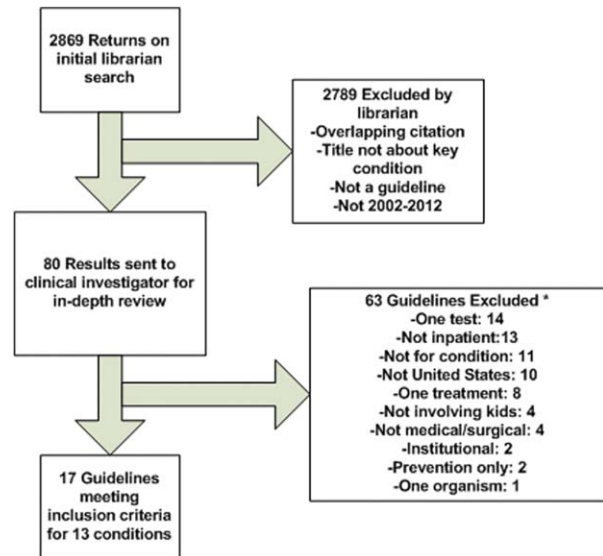 2869 Returns on
initial librarian
search
2789 Excluded by
librarian
-Overlapping citation
-Title not about key
condition
-Not a guideline
-Not 2002-2012
80 Results sent to
clinical investigator for
in-depth review
63 Guidelines Excluded *
-One test: 14
-Not inpatient:13
-Not for condition: 11
-Not United States: 10
-One treatment: 8
-Not involving kids: 4
-Not medical/surgical: 4
-Institutional: 2
-Prevention only: 2
-One organism: 1
17 Guidelines
meeting
inclusion criteria
for 13 conditions